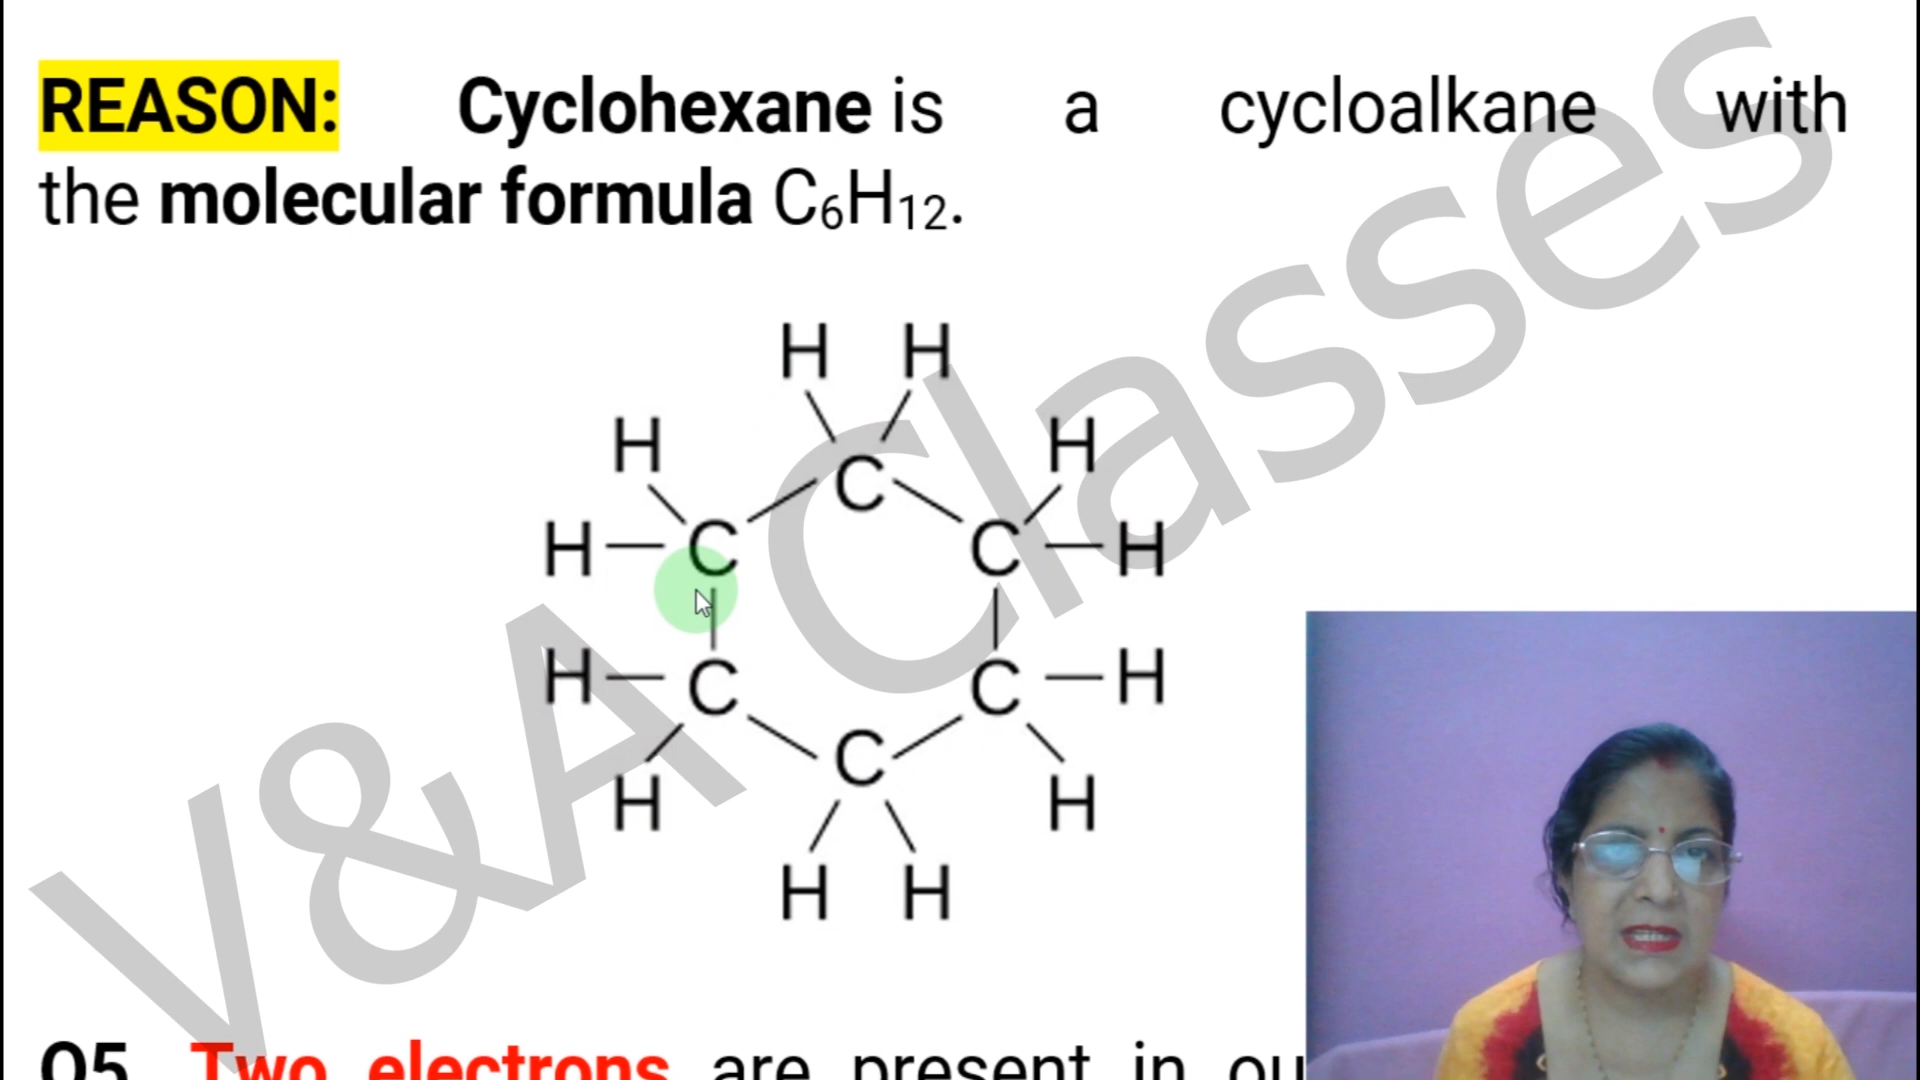 REASON: Cyclohexane is a cycloalkane with
the molecular formula C₆H₁₂.
H H
H C H
H C C H
H C C H
H C H
H H
Q5 Two electrons are present in ou
V&A Classes